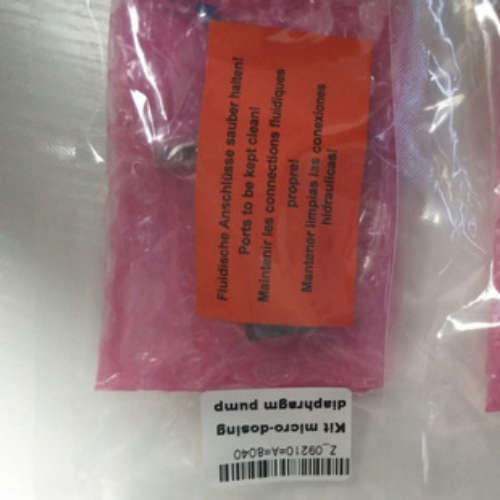 Fluidische Anschlüsse sauber halten!
Ports to be kept clean!
Maintenir les connections fluidiques
propre!
Mantener limpias las conexiones
hidraulicas!
Z_09210=A=8040
Kit micro-dosing
diaphragm pump